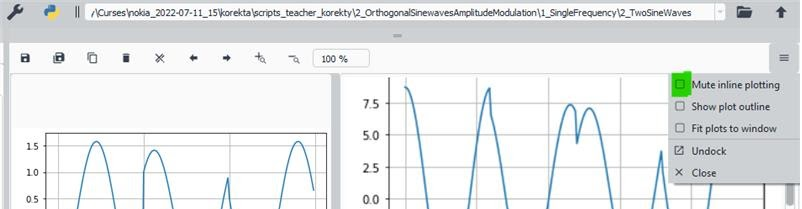 /\Curses\nokia_2022-07-11_15\korekta\scripts_teacher_korekty\2_OrthogonalSinewavesAmplitudeModulation\1_SingleFrequency\2_TwoSineWaves
100 %
Mute inline plotting
Show plot outline
Fit plots to window
Undock
Close
1.5
1.0
0.5
7.5
5.0
2.5
0.0